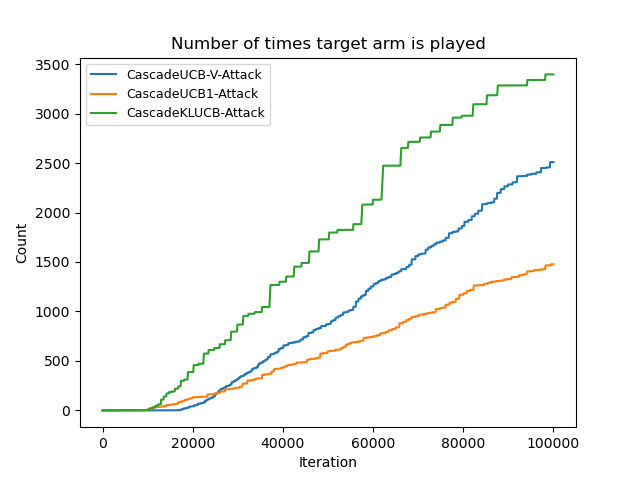 Number of times target arm is played
CascadeUCB-V-Attack
CascadeUCB1-Attack
CascadeKLUCB-Attack
3500
3000
2500
2000
1500
1000
500
0
Count
0 20000 40000 60000 80000 100000
Iteration